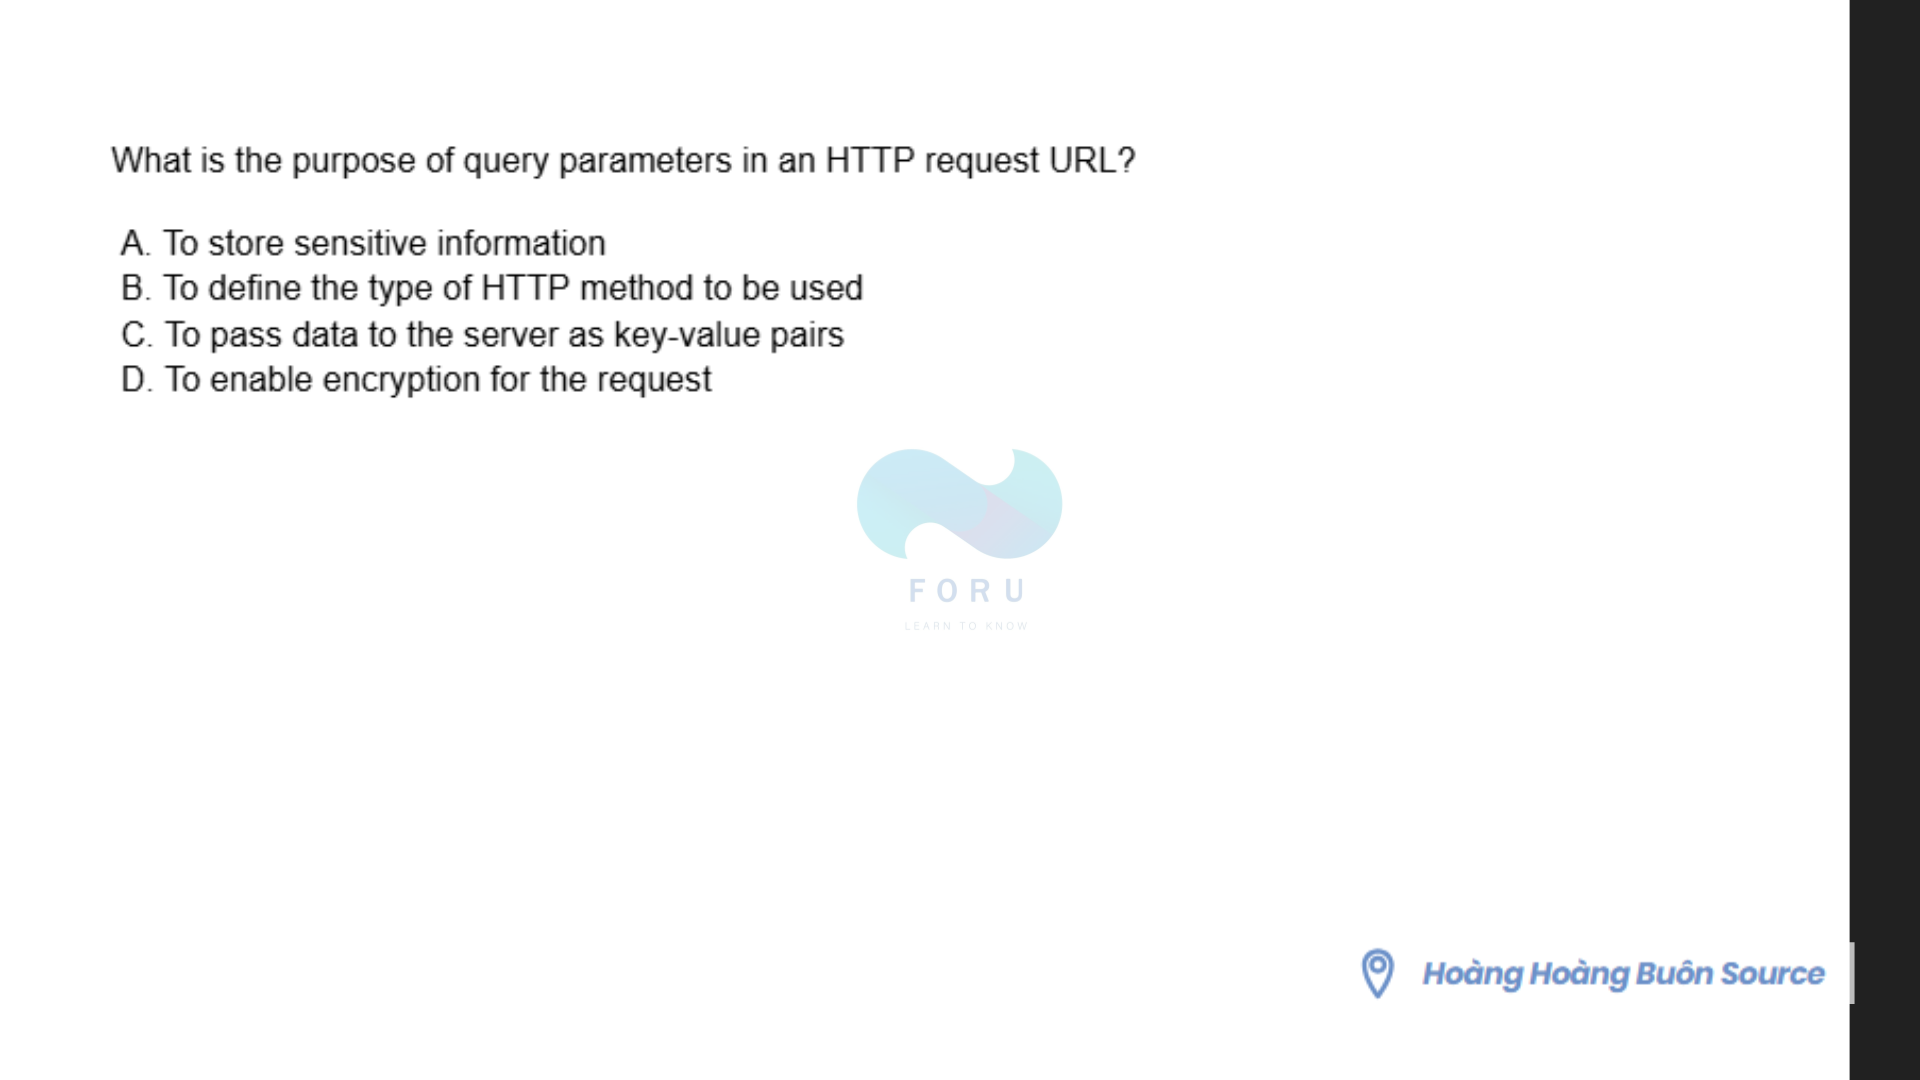 What is the purpose of query parameters in an HTTP request URL?
A. To store sensitive information
B. To define the type of HTTP method to be used
C. To pass data to the server as key-value pairs
D. To enable encryption for the request
FORU
LEARN TO KNOW
Hoàng Hoàng Buôn Source